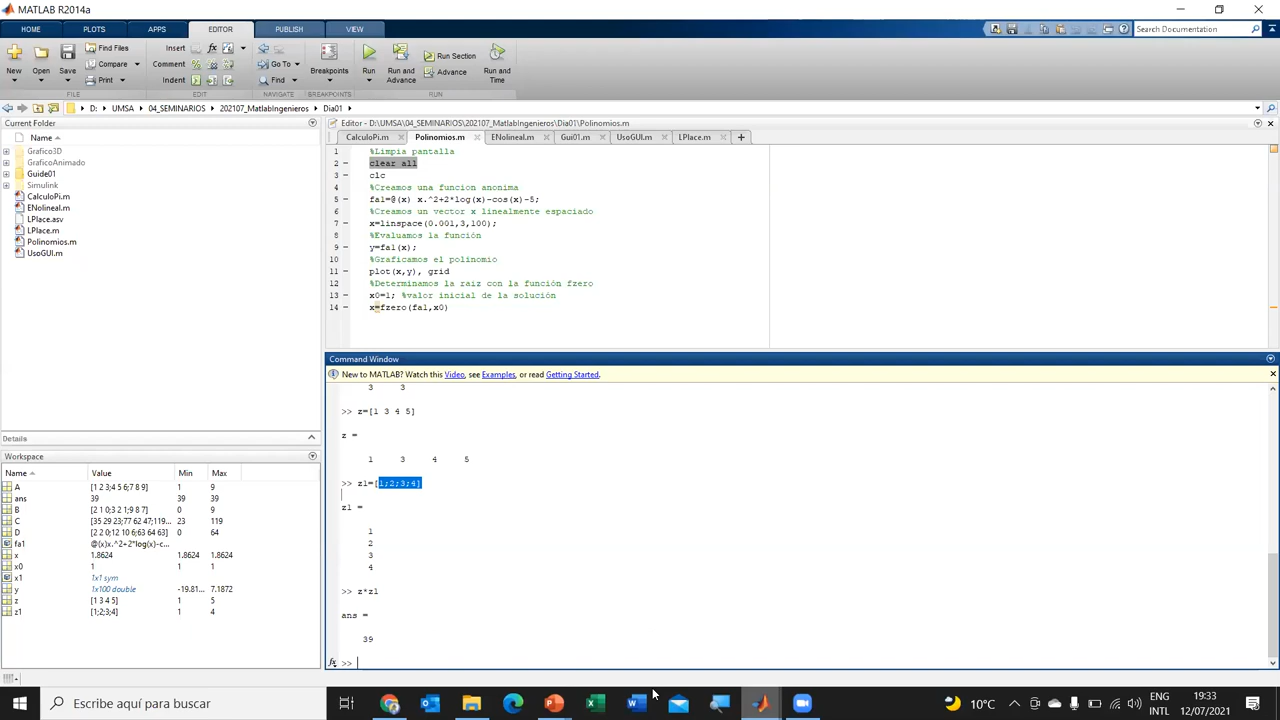 MATLAB R2014a
HOME PLOTS APPS EDITOR PUBLISH VIEW
Search Documentation
New Open Save Find Files Compare Print
Insert Comment Indent fx
Go To Find
Breakpoints Run Run and Advance Run Section Advance Run and Time
FILE EDIT NAVIGATE BREAKPOINTS RUN
D: UMSA 04_SEMINARIOS 202107_MatlabIngenieros Dia01
Current Folder
Name
Grafico3D
GraficoAnimado
Guide01
Simulink
CalculoPi.m
ENolineal.m
LPlace.asv
LPlace.m
Polinomios.m
UsoGUI.m
Details
Workspace
Name Value Min Max
A [1 2 3;4 5 6;7 8 9] 1 9
ans 39 39 39
B [2 1 0;3 2 1;9 8 7] 0 9
C [35 29 23;77 62 47;119... 23 119
D [2 2 0;12 10 6;63 64 63] 0 64
fa1 @(x)x.^2+2*log(x)-c...
x 1.8624 1.8624 1.8624
x0 1 1 1
x1 1x1 sym
y 1x100 double -19.81... 7.1872
z [1 3 4 5] 1 5
z1 [1;2;3;4] 1 4
Editor - D:\UMSA\04_SEMINARIOS\202107_MatlabIngenieros\Dia01\Polinomios.m
CalculoPi.m Polinomios.m ENolineal.m Gui01.m UsoGUI.m LPlace.m
1 %Limpia pantalla
2 clear all
3 clc
4 %Creamos una funcion anonima
5 fa1=@(x) x.^2+2*log(x)-cos(x)-5;
6 %Creamos un vector x linealmente espaciado
7 x=linspace(0.001,3,100);
8 %Evaluamos la función
9 y=fa1(x);
10 %Graficamos el polinomio
11 plot(x,y), grid
12 %Determinamos la raiz con la función fzero
13 x0=1; %valor inicial de la solución
14 x=fzero(fa1,x0)
Command Window
New to MATLAB? Watch this Video, see Examples, or read Getting Started.
3 3
>> z=[1 3 4 5]
z =
1 3 4 5
>> z1=[1;2;3;4]
z1 =
1
2
3
4
>> z*z1
ans =
39
fx >>
Escribe aquí para buscar
10°C
ENG
INTL
19:33
12/07/2021